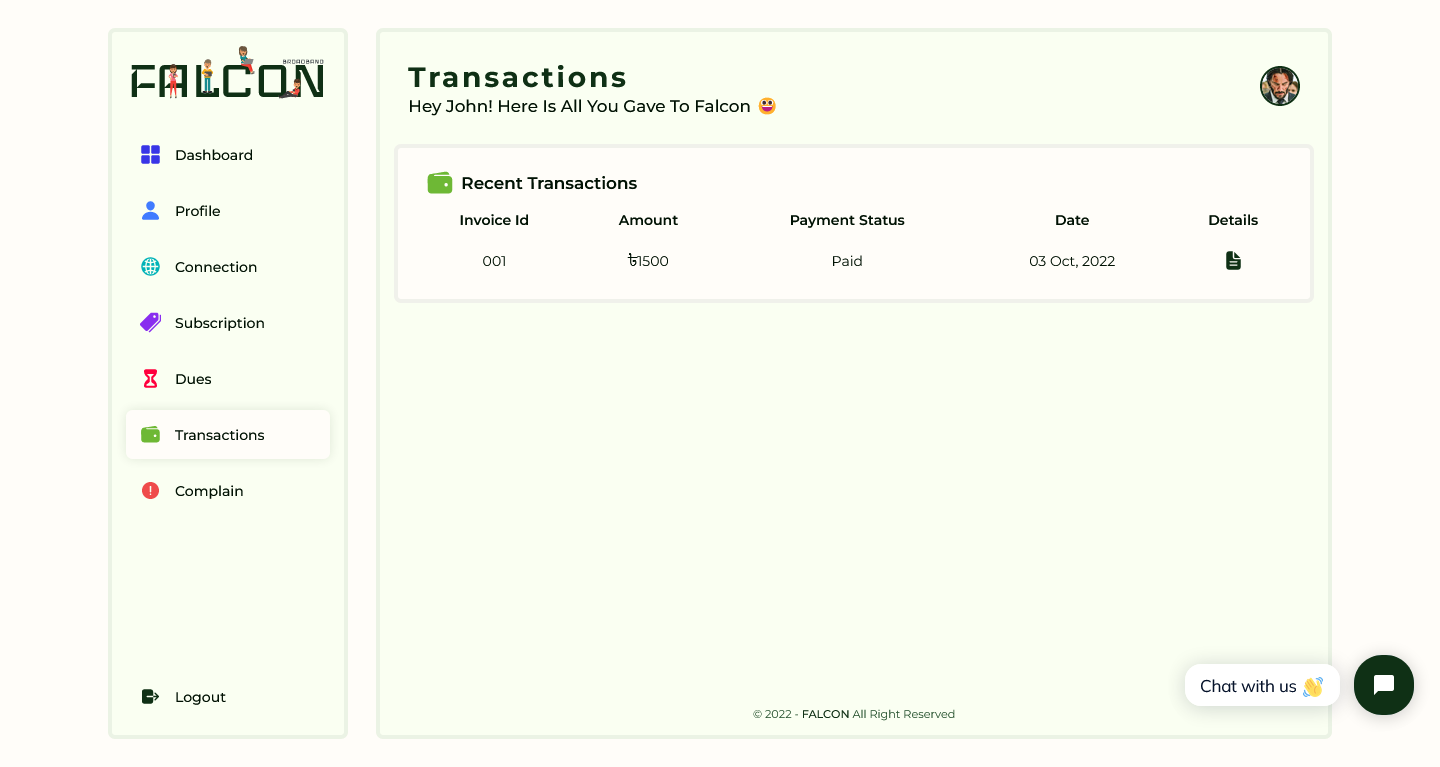 FALCON
BROADBAND
Dashboard
Profile
Connection
Subscription
Dues
Transactions
Complain
Logout
Transactions
Hey John! Here Is All You Gave To Falcon 😃
Recent Transactions
Invoice Id Amount Payment Status Date Details
001 ৳1500 Paid 03 Oct, 2022
Chat with us 👋
© 2022 - FALCON All Right Reserved